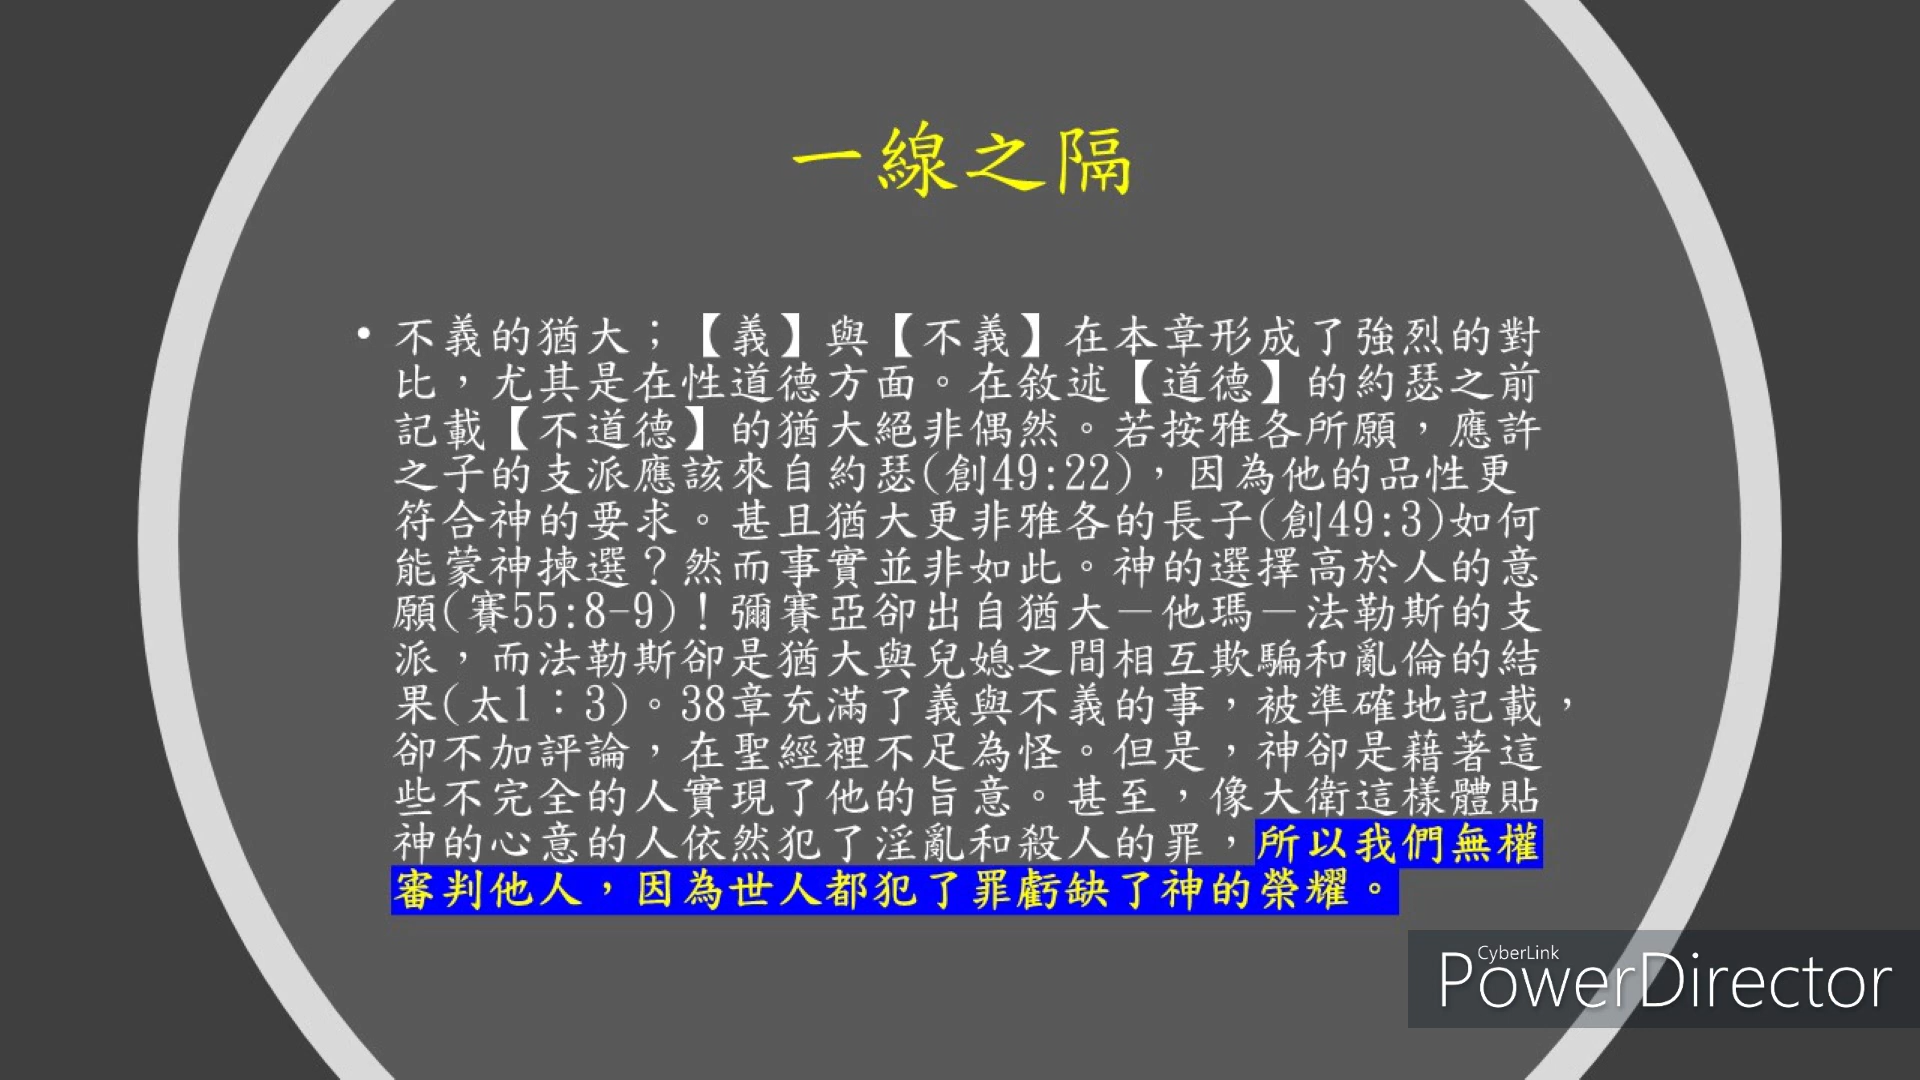 一線之隔
• 不義的猶大；【義】與【不義】在本章形成了強烈的對
比，尤其是在性道德方面。在敘述【道德】的約瑟之前
記載【不道德】的猶大絕非偶然。若按雅各所願，應許
之子的支派應該來自約瑟(創49:22)，因為他的品性更
符合神的要求。甚且猶大更非雅各的長子(創49:3)如何
能蒙神揀選？然而事實並非如此。神的選擇高於人的意
願(賽55:8-9)！彌賽亞卻出自猶大－他瑪－法勒斯的支
派，而法勒斯卻是猶大與兒媳之間相互欺騙和亂倫的結
果(太1：3)。38章充滿了義與不義的事，被準確地記載，
卻不加評論，在聖經裡不足為怪。但是，神卻是藉著這
些不完全的人實現了他的旨意。甚至，像大衛這樣體貼
神的心意的人依然犯了淫亂和殺人的罪，所以我們無權
審判他人，因為世人都犯了罪虧缺了神的榮耀。
CyberLink
PowerDirector